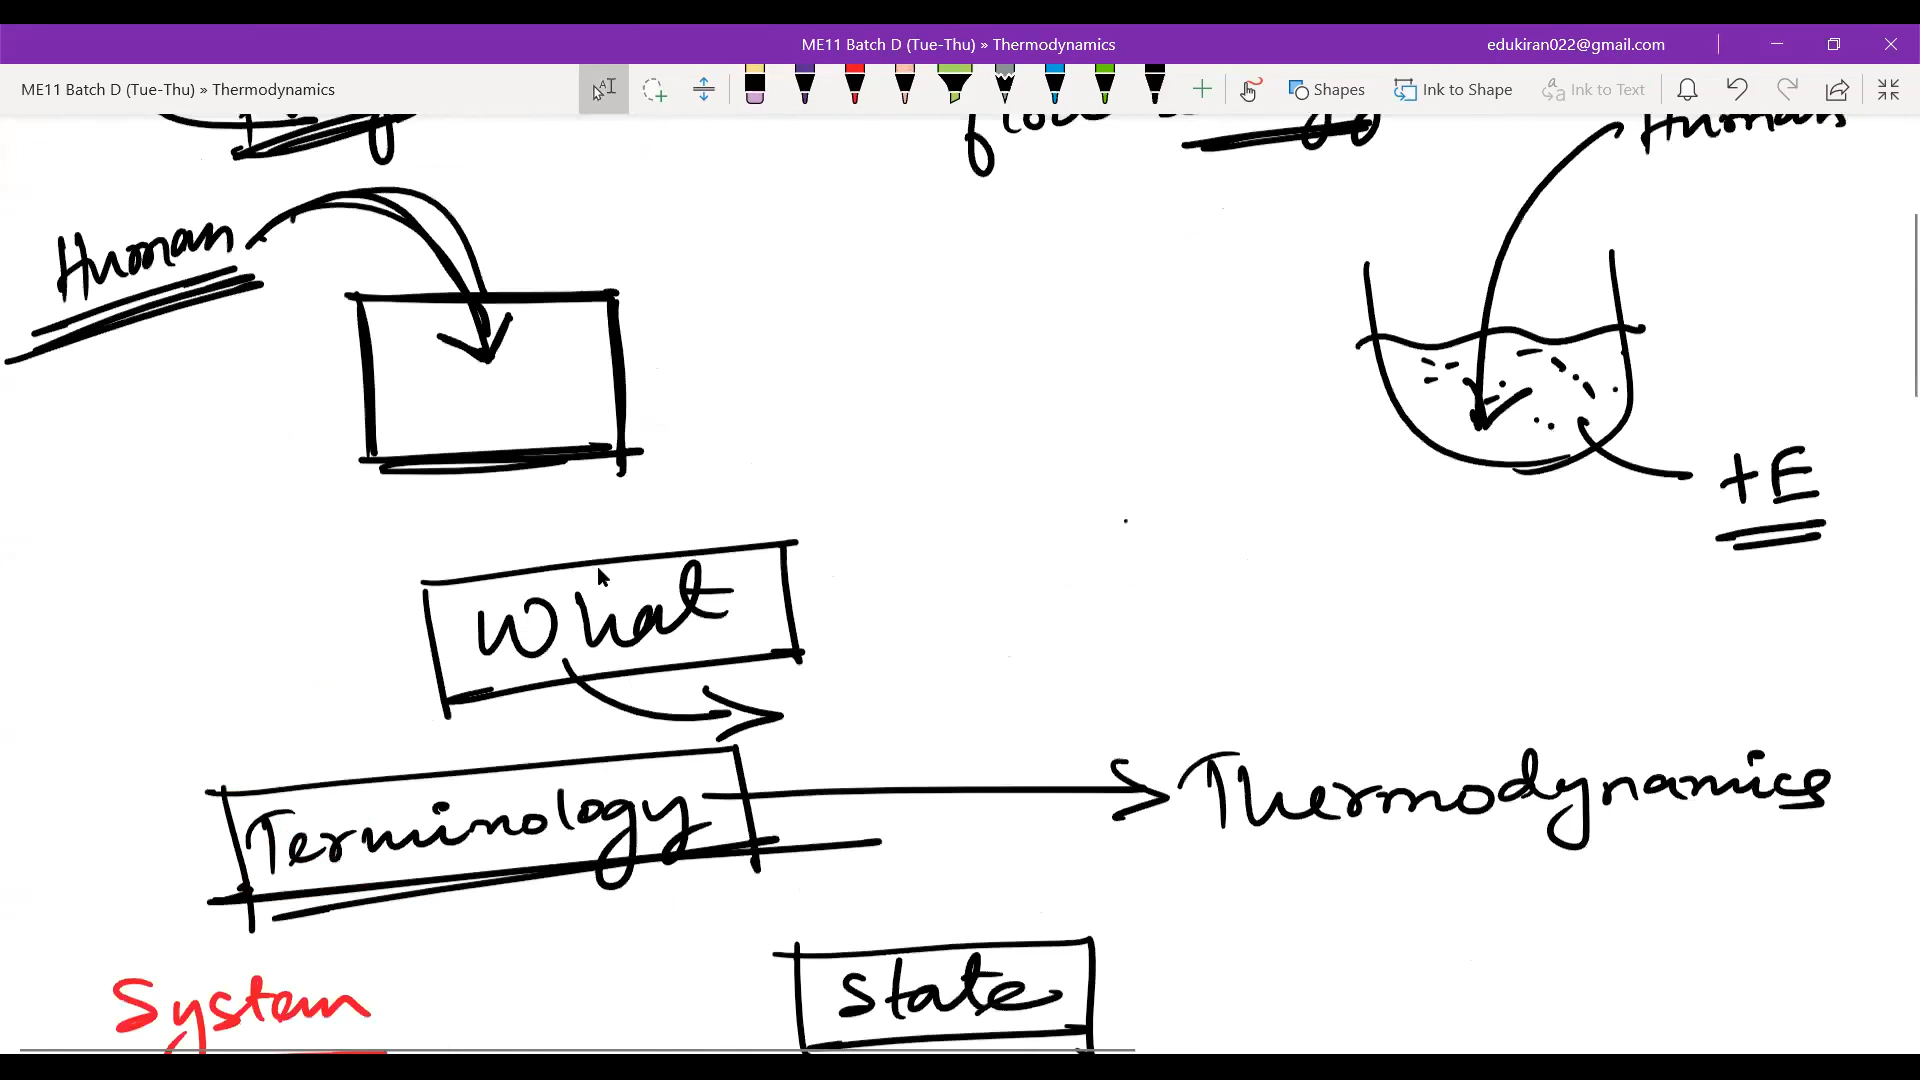 ME11 Batch D (Tue-Thu) » Thermodynamics
edukiran022@gmail.com
ME11 Batch D (Tue-Thu) » Thermodynamics
Shapes
Ink to Shape
Ink to Text
Human
Human
+E
What
Terminology
Thermodynamics
State
System